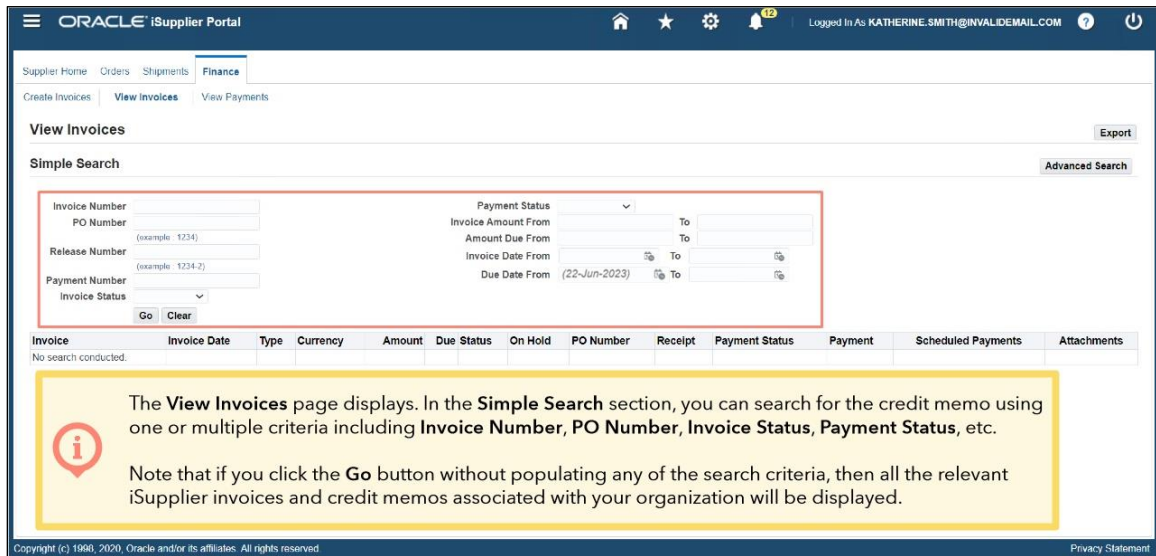 ORACLE iSupplier Portal
12
Logged In As KATHERINE.SMITH@INVALIDEMAIL.COM
?
Supplier Home Orders Shipments Finance
Create Invoices View Invoices View Payments
View Invoices
Export
Simple Search
Advanced Search
Invoice Number
PO Number
(example : 1234)
Release Number
(example : 1234-2)
Payment Number
Invoice Status
Go Clear
Payment Status
Invoice Amount From To
Amount Due From To
Invoice Date From To
Due Date From (22-Jun-2023) To
Invoice Invoice Date Type Currency Amount Due Status On Hold PO Number Receipt Payment Status Payment Scheduled Payments Attachments
No search conducted.
The View Invoices page displays. In the Simple Search section, you can search for the credit memo using
one or multiple criteria including Invoice Number, PO Number, Invoice Status, Payment Status, etc.
Note that if you click the Go button without populating any of the search criteria, then all the relevant
iSupplier invoices and credit memos associated with your organization will be displayed.
Copyright (c) 1998, 2020, Oracle and/or its affiliates. All rights reserved.
Privacy Statement